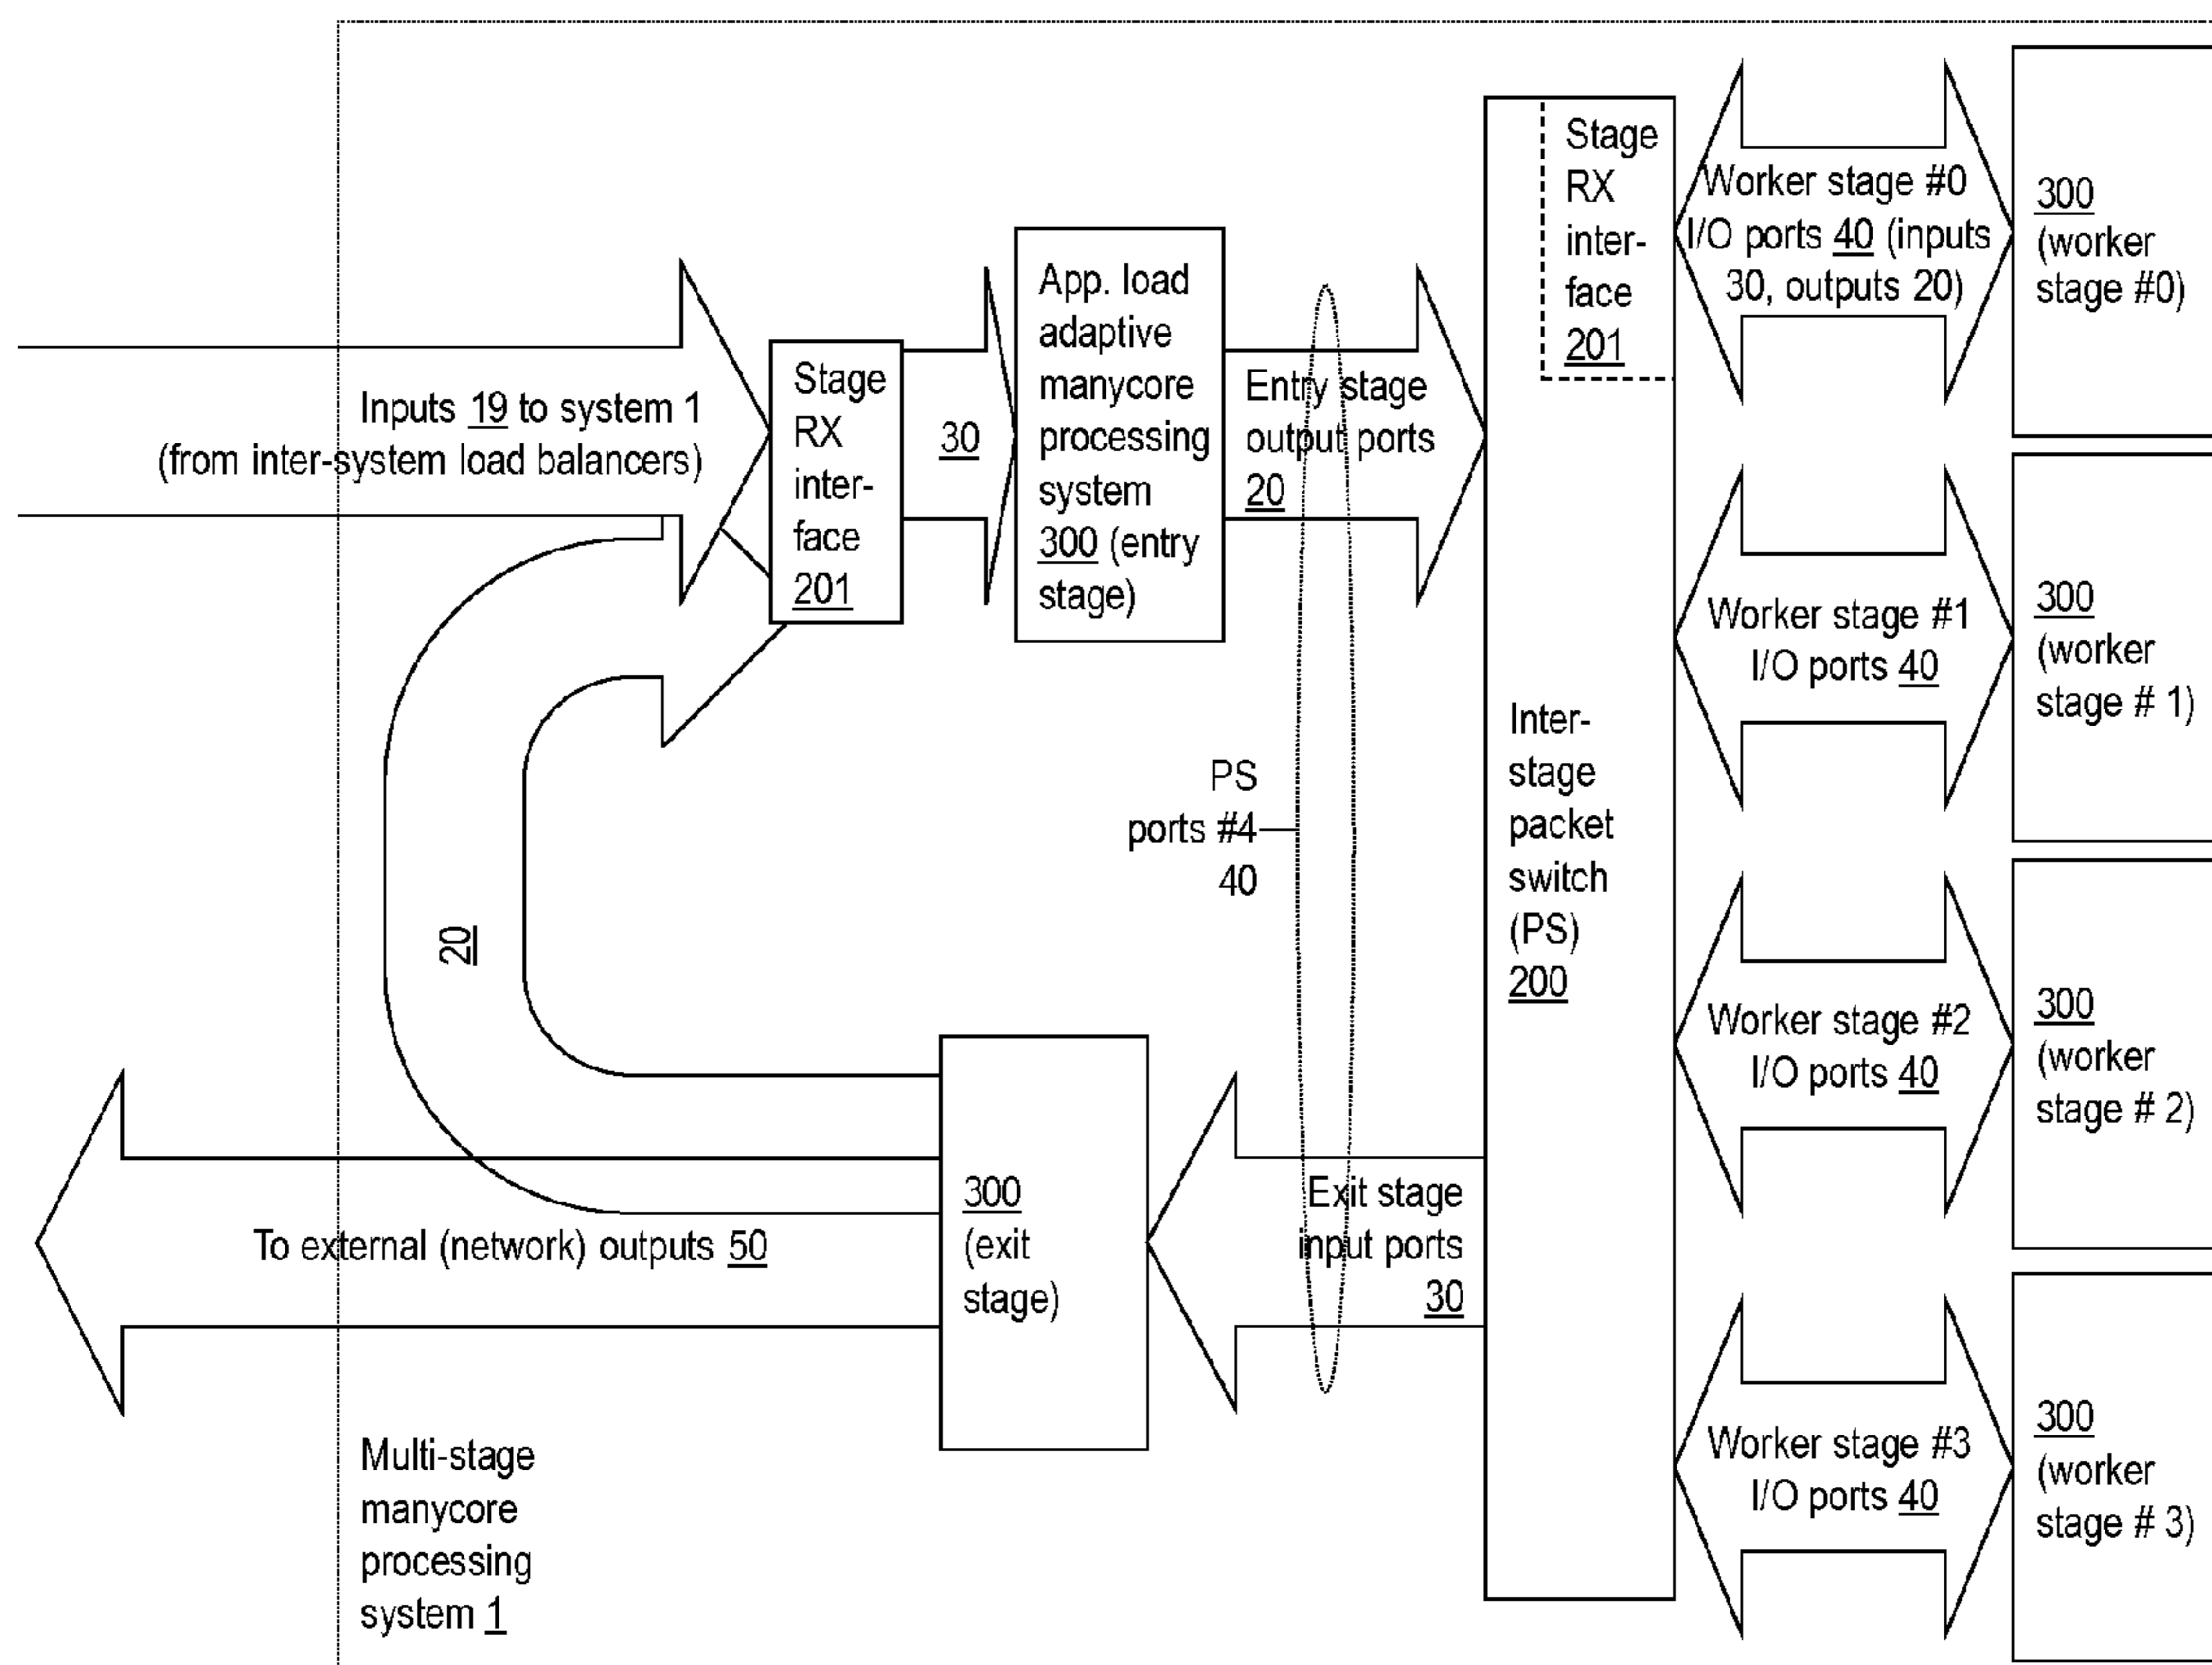 Inputs 19 to system 1
(from inter-system load balancers)
Stage
RX
inter-
face
201
30
App. load
adaptive
manycore
processing
system
300 (entry
stage)
Entry stage
output ports
20
Stage
RX
inter-
face
201
Worker stage #0
I/O ports 40 (inputs
30, outputs 20)
300
(worker
stage #0)
Worker stage #1
I/O ports 40
300
(worker
stage # 1)
Inter-
stage
packet
switch
(PS)
200
PS
ports #4
40
20
Worker stage #2
I/O ports 40
300
(worker
stage # 2)
300
(exit
stage)
Exit stage
input ports
30
To external (network) outputs 50
Worker stage #3
I/O ports 40
300
(worker
stage # 3)
Multi-stage
manycore
processing
system 1